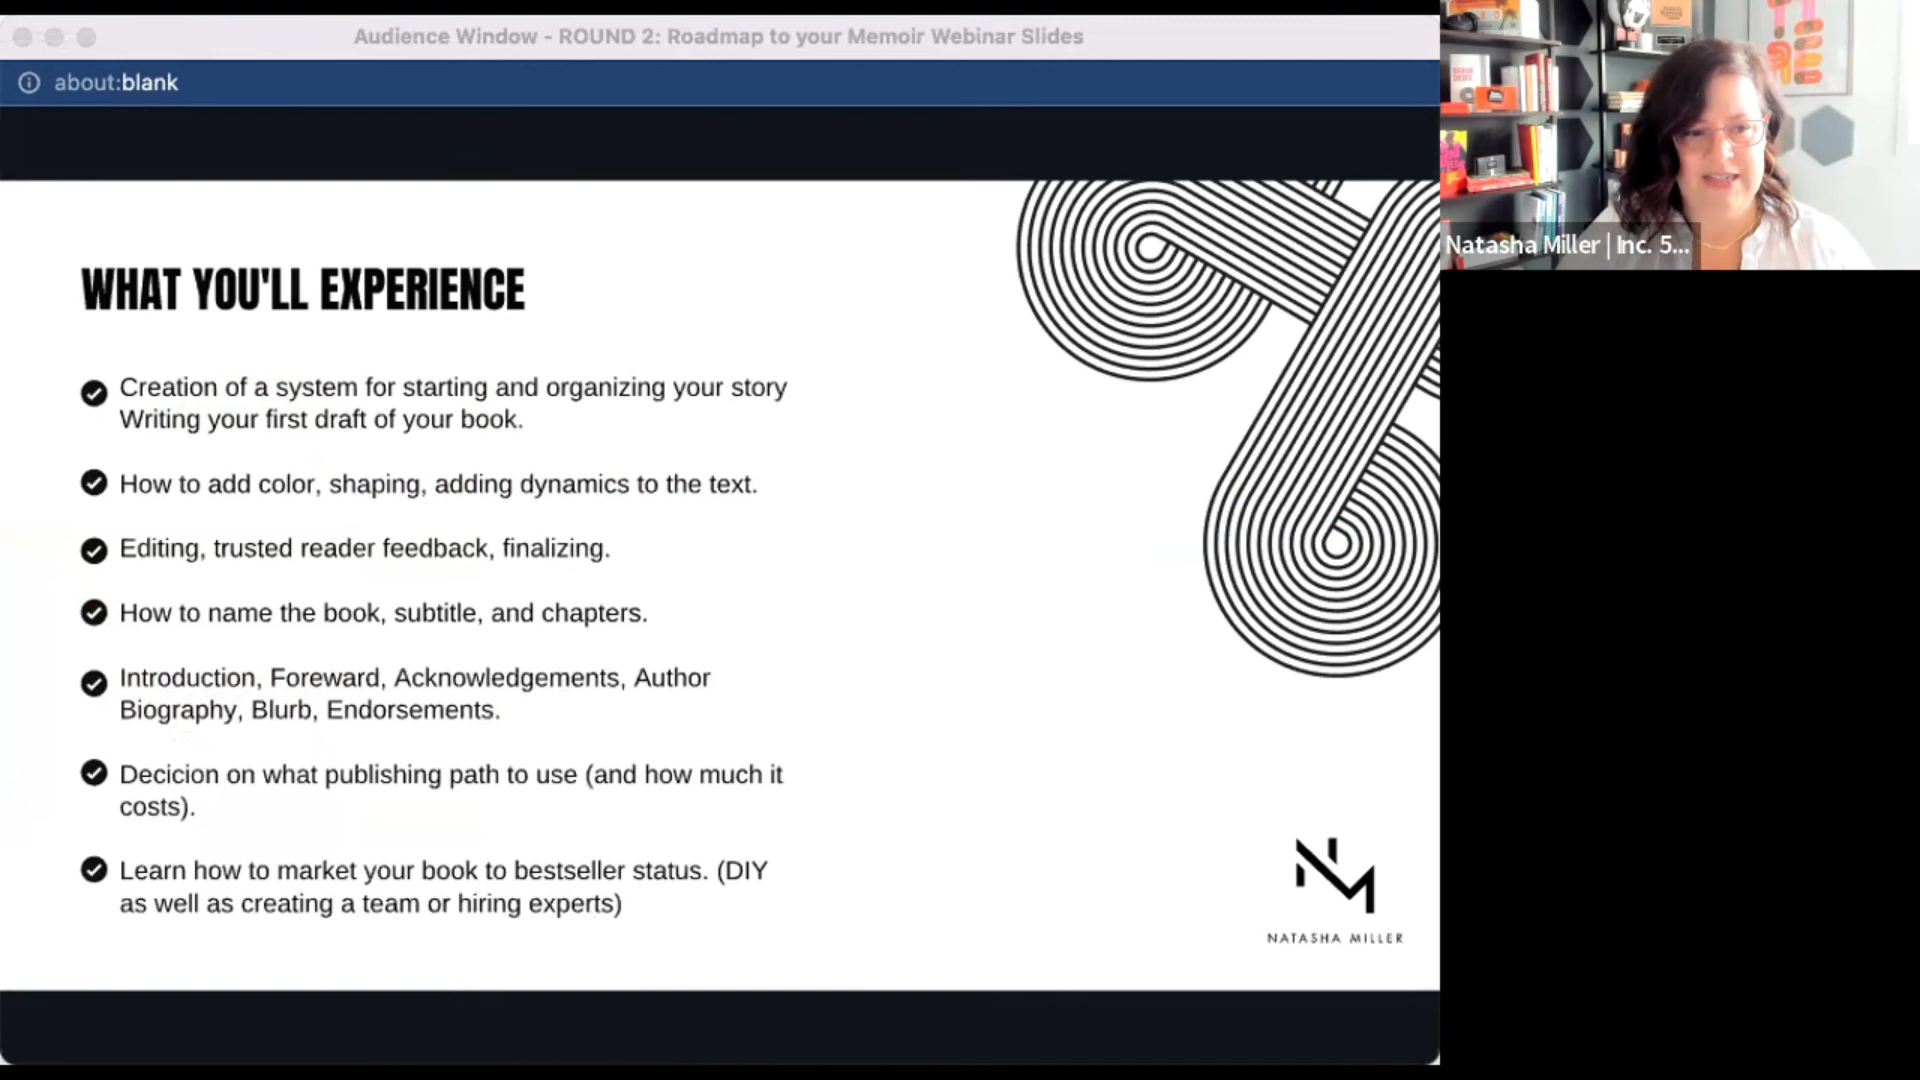 Audience Window - ROUND 2: Roadmap to your Memoir Webinar Slides
about:blank
WHAT YOU'LL EXPERIENCE
Creation of a system for starting and organizing your story
Writing your first draft of your book.
How to add color, shaping, adding dynamics to the text.
Editing, trusted reader feedback, finalizing.
How to name the book, subtitle, and chapters.
Introduction, Foreward, Acknowledgements, Author
Biography, Blurb, Endorsements.
Decicion on what publishing path to use (and how much it
costs).
Learn how to market your book to bestseller status. (DIY
as well as creating a team or hiring experts)
NATASHA MILLER
Natasha Miller | Inc. 5...